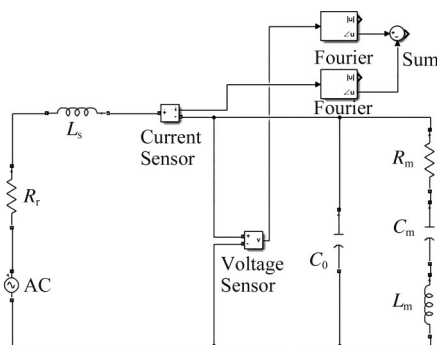 |u|
∠u
Fourier
Sum
|u|
∠u
Fourier
Ls
Current
Sensor
Rr
AC
v
Voltage
Sensor
C0
Rm
Cm
Lm